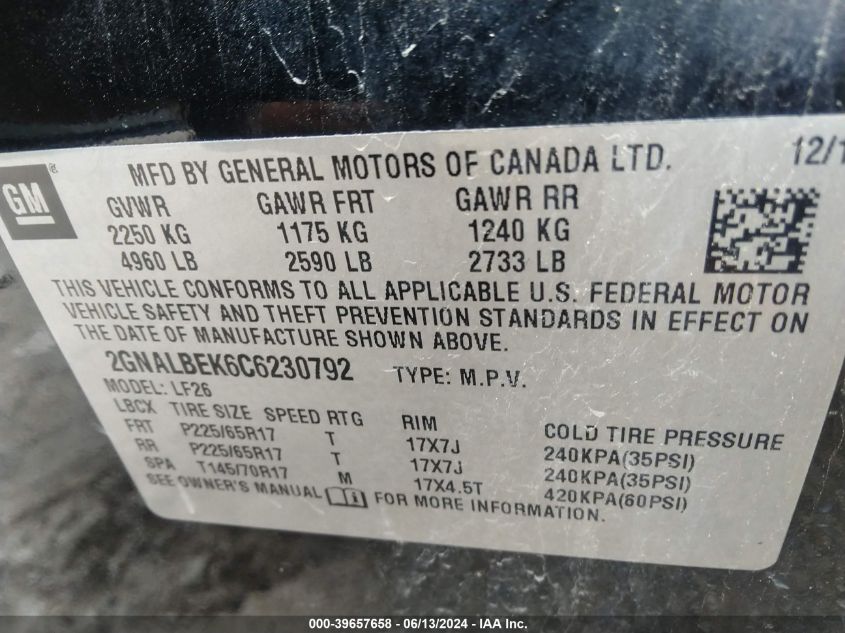 GM
MFD BY GENERAL MOTORS OF CANADA LTD. 12/1
GVWR GAWR FRT GAWR RR
2250 KG 1175 KG 1240 KG
4960 LB 2590 LB 2733 LB
THIS VEHICLE CONFORMS TO ALL APPLICABLE U.S. FEDERAL MOTOR
VEHICLE SAFETY AND THEFT PREVENTION STANDARDS IN EFFECT ON
THE DATE OF MANUFACTURE SHOWN ABOVE.
2GNALBEK6C6230792 TYPE: M.P.V.
MODEL: LF26
LBCX TIRE SIZE SPEED RTG RIM COLD TIRE PRESSURE
FRT P225/65R17 T 17X7J 240KPA(35PSI)
RR P225/65R17 T 17X7J 240KPA(35PSI)
SPA T145/70R17 M 17X4.5T 420KPA(60PSI)
SEE OWNER'S MANUAL FOR MORE INFORMATION.
000-39657658 - 06/13/2024 - IAA Inc.